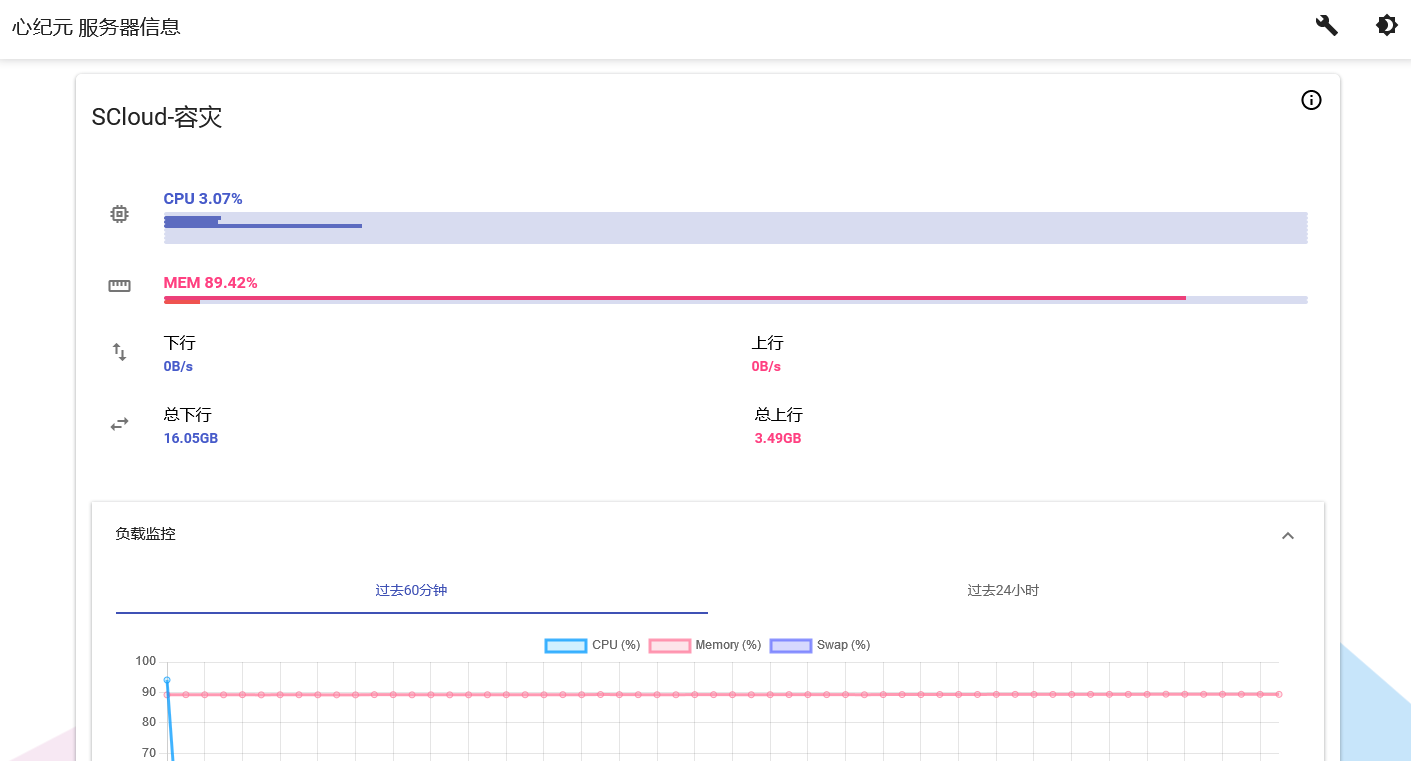 心纪元 服务器信息
SCloud-容灾
CPU 3.07%
MEM 89.42%
下行
上行
0B/s
0B/s
总下行
总上行
16.05GB
3.49GB
负载监控
过去60分钟
过去24小时
CPU (%)
Memory (%)
Swap (%)
100
90
80
70